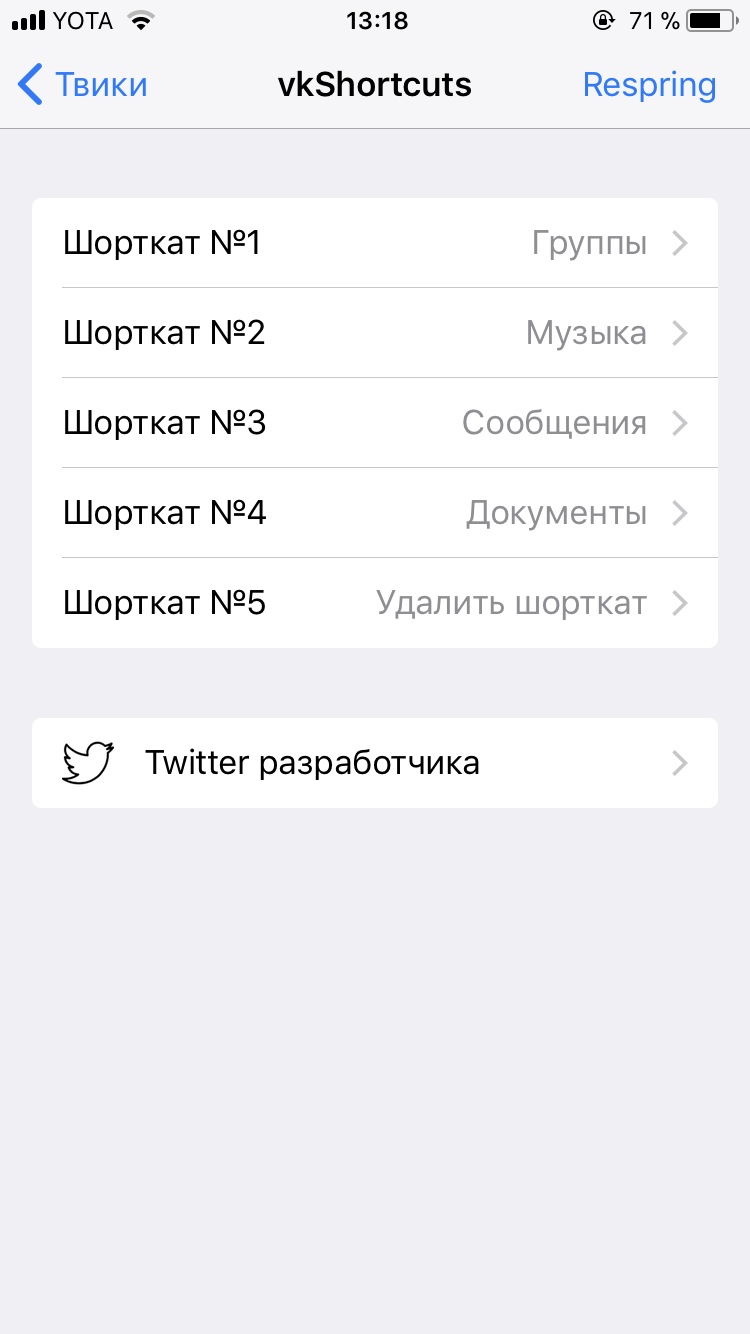 YOTA 13:18 71 %
Твики vkShortcuts Respring
Шорткат №1 Группы
Шорткат №2 Музыка
Шорткат №3 Сообщения
Шорткат №4 Документы
Шорткат №5 Удалить шорткат
Twitter разработчика